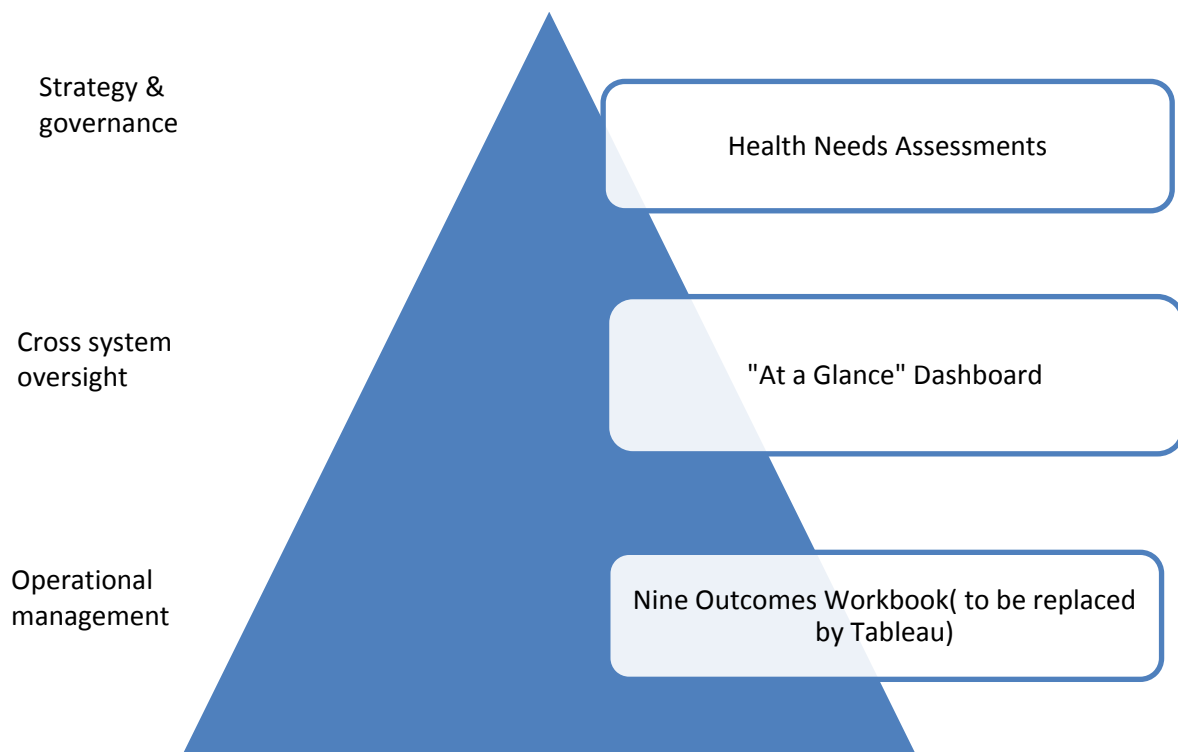 Strategy &
governance
Health Needs Assessments
Cross system
oversight
"At a Glance" Dashboard
Operational
management
Nine Outcomes Workbook( to be replaced
by Tableau)